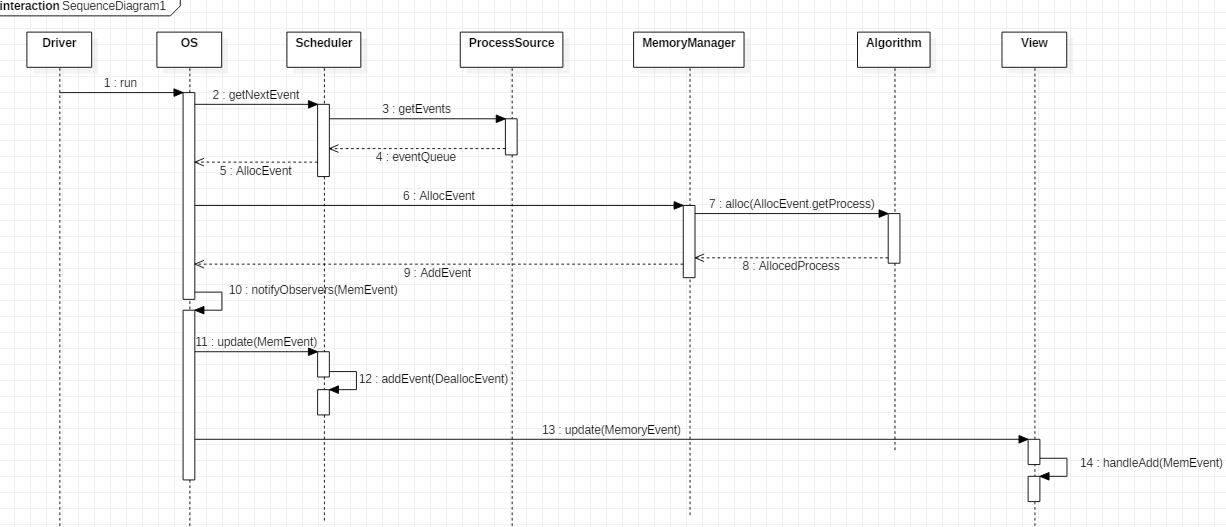 interaction SequenceDiagram1
Driver
OS
Scheduler
ProcessSource
MemoryManager
Algorithm
View
1 : run
2 : getNextEvent
3 : getEvents
4 : eventQueue
5 : AllocEvent
6 : AllocEvent
7 : alloc(AllocEvent.getProcess)
8 : AllocedProcess
9 : AddEvent
10 : notifyObservers(MemEvent)
11 : update(MemEvent)
12 : addEvent(DeallocEvent)
13 : update(MemoryEvent)
14 : handleAdd(MemEvent)